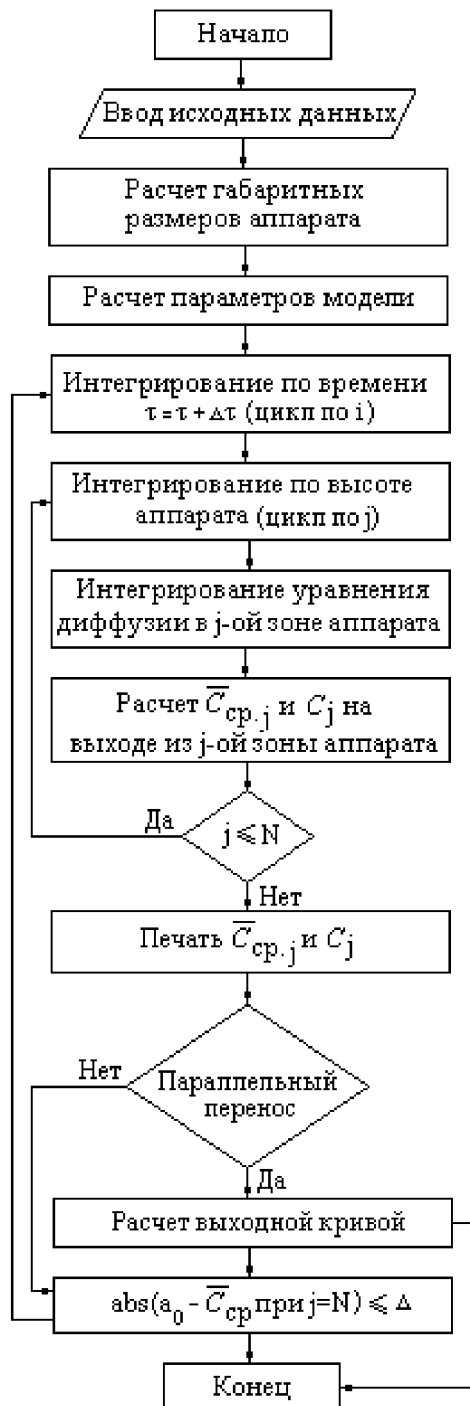 Начало
Ввод исходных данных
Расчет габаритных
размеров аппарата
Расчет параметров модели
Интегрирование по времени
τ = τ + Δτ (цикл по i)
Интегрирование по высоте
аппарата (цикл по j)
Интегрирование уравнения
диффузии в j-ой зоне аппарата
Расчет C̅ср.j и Cj на
выходе из j-ой зоны аппарата
Да
j ⩽ N
Нет
Печать C̅ср.j и Cj
Нет
Параллельный
перенос
Да
Расчет выходной кривой
abs(a₀ - C̅ср при j=N) ⩽ Δ
Конец